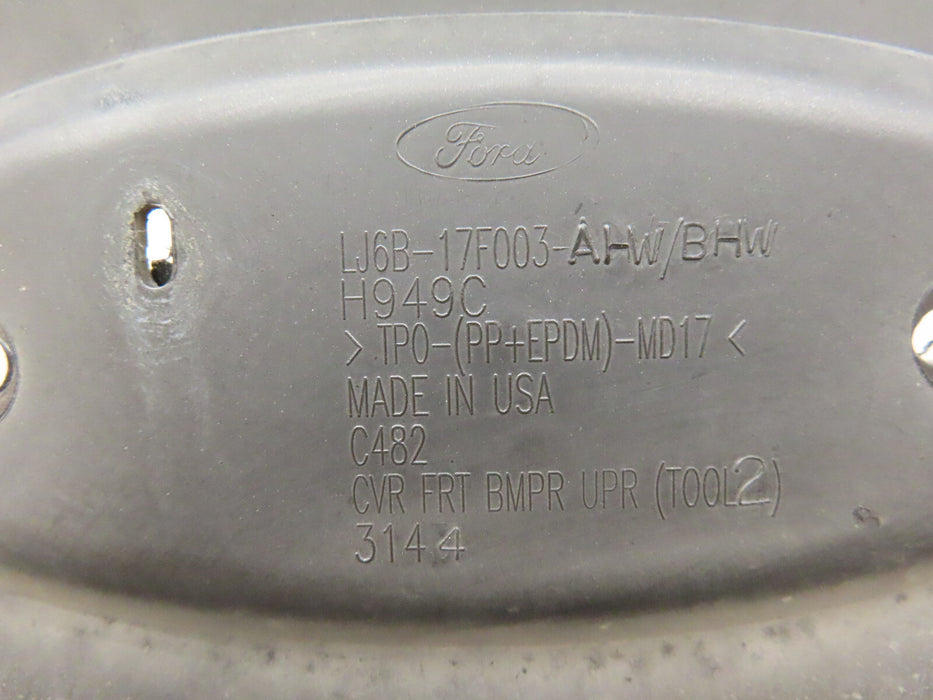 Ford
LJ6B-17F003-AHW/BHW
H949C
>TPO-(PP+EPDM)-MD17<
MADE IN USA
C482
CVR FRT BMPR UPR (TOOL2)
3144